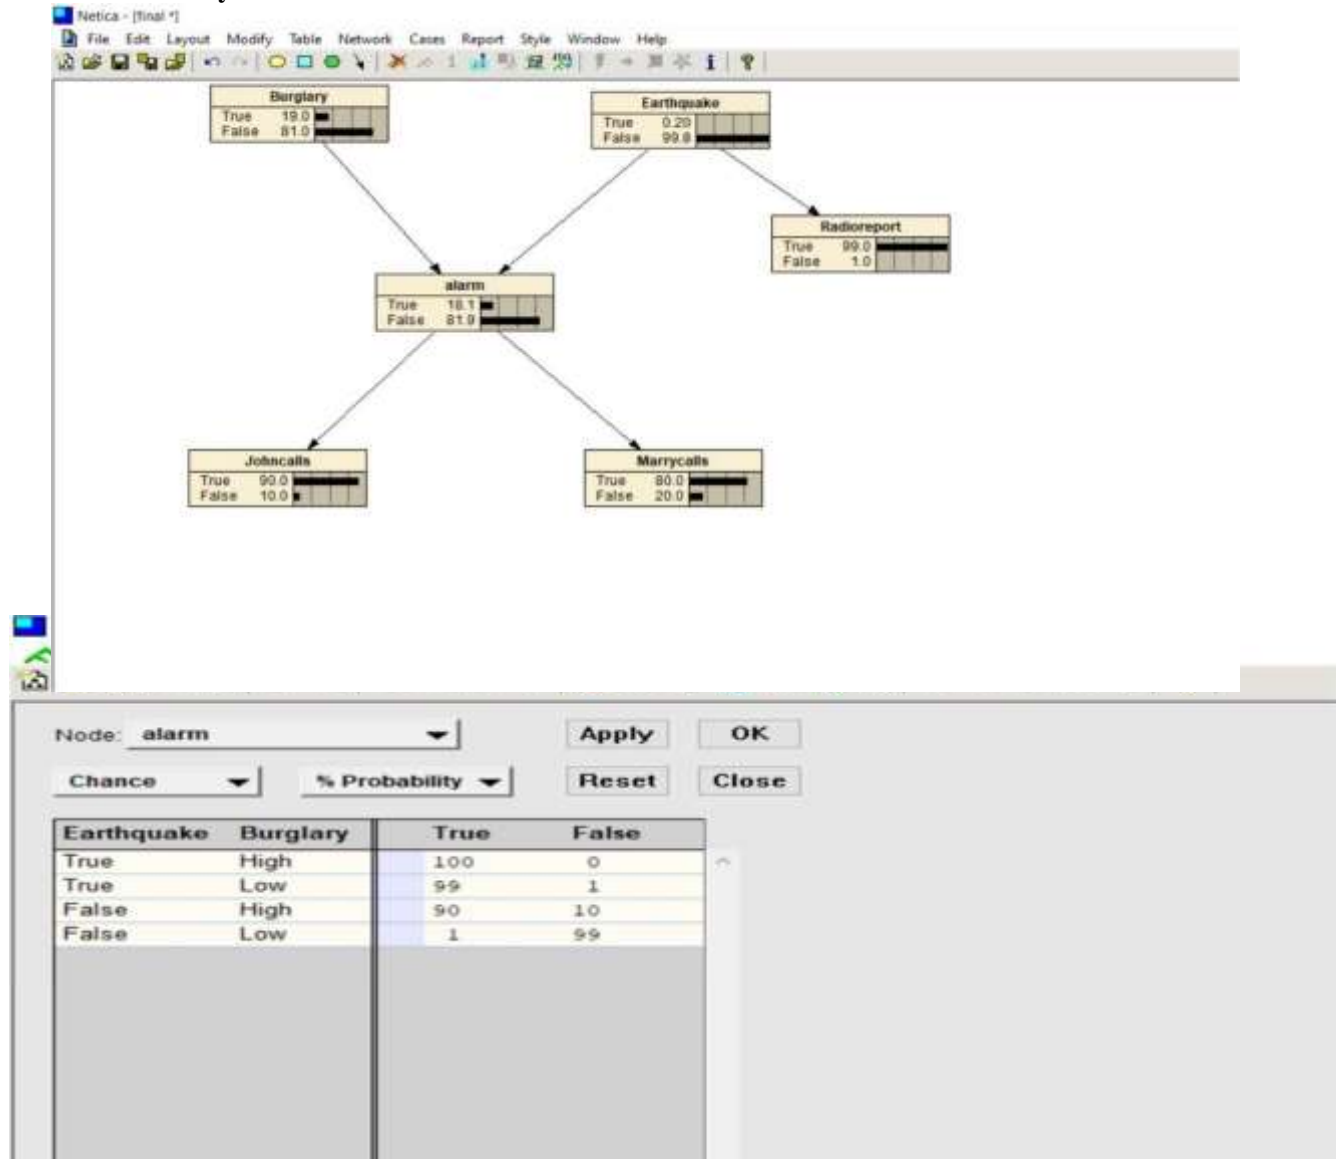 Netica - [final *]
File Edit Layout Modify Table Network Cases Report Style Window Help
Burglary
True 19.0
False 81.0
Earthquake
True 0.20
False 99.8
Radioreport
True 99.0
False 1.0
alarm
True 18.1
False 81.9
Johncalls
True 90.0
False 10.0
Marrycalls
True 80.0
False 20.0
Node: alarm Apply OK
Chance % Probability Reset Close
Earthquake Burglary True False
True High 100 0
True Low 99 1
False High 90 10
False Low 1 99